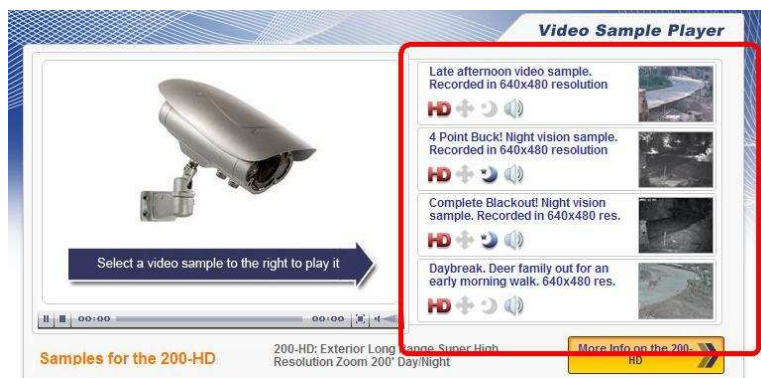 Video Sample Player
Late afternoon video sample.
Recorded in 640x480 resolution
HD
4 Point Buck! Night vision sample.
Recorded in 640x480 resolution
HD
Complete Blackout! Night vision
sample. Recorded in 640x480 res.
HD
Daybreak. Deer family out for an
early morning walk. 640x480 res.
HD
Select a video sample to the right to play it
00:00 00:00
Samples for the 200-HD
200-HD: Exterior Long Range Super High
Resolution Zoom 200' Day/Night
More Info on the 200-
HD